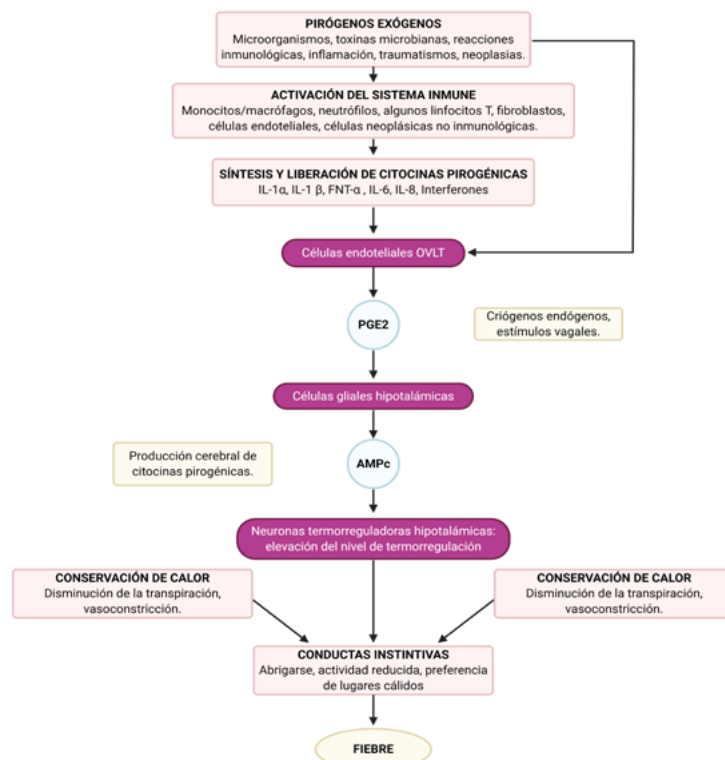 PIRÓGENOS EXÓGENOS
Microorganismos, toxinas microbianas, reacciones
inmunológicas, inflamación, traumatismos, neoplasias.
ACTIVACIÓN DEL SISTEMA INMUNE
Monocitos/macrófagos, neutrófilos, algunos linfocitos T, fibroblastos,
células endoteliales, células neoplásicas no inmunológicas.
SÍNTESIS Y LIBERACIÓN DE CITOCINAS PIROGÉNICAS
IL-1α, IL-1 β, FNT-α , IL-6, IL-8, Interferones
Células endoteliales OVLT
PGE2
Criógenos endógenos,
estímulos vagales.
Células gliales hipotalámicas
Producción cerebral de
citocinas pirogénicas.
AMPc
Neuronas termorreguladoras hipotalámicas:
elevación del nivel de termorregulación
CONSERVACIÓN DE CALOR
Disminución de la transpiración,
vasoconstricción.
CONSERVACIÓN DE CALOR
Disminución de la transpiración,
vasoconstricción.
CONDUCTAS INSTINTIVAS
Abrigarse, actividad reducida, preferencia
de lugares cálidos
FIEBRE